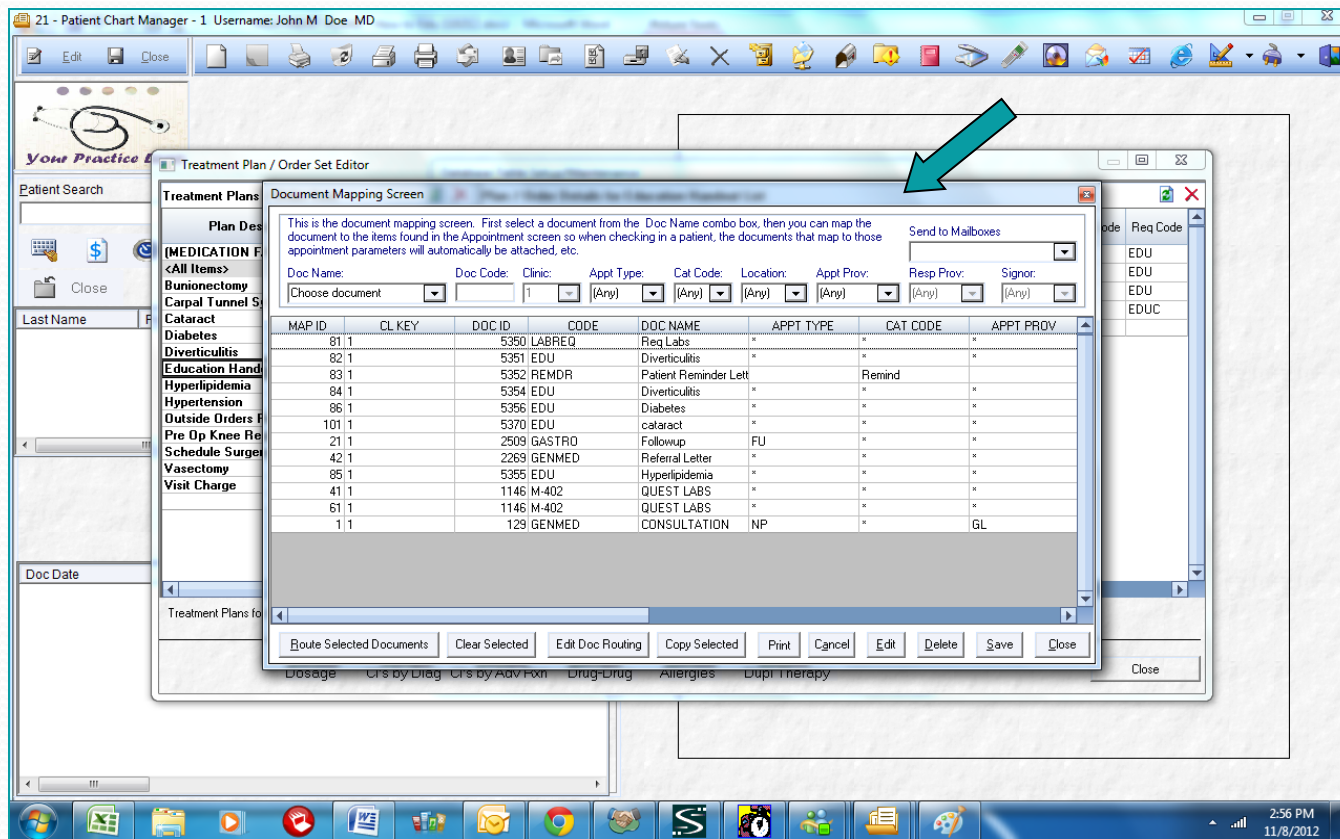 21 - Patient Chart Manager - 1 Username: John M Doe MD
Edit Close
Your Practice
Patient Search
Close
Last Name
Doc Date
Treatment Plan / Order Set Editor
Treatment Plans
Plan Des
(MEDICATION F
<All Items>
Bunionectomy
Carpal Tunnel S
Cataract
Diabetes
Diverticulitis
Education Hand
Hyperlipidemia
Hypertension
Outside Orders
Pre Op Knee Re
Schedule Surge
Vasectomy
Visit Charge
Treatment Plans fo
ode Req Code
EDU
EDU
EDU
EDUC
Document Mapping Screen
This is the document mapping screen. First select a document from the Doc Name combo box, then you can map the
document to the items found in the Appointment screen so when checking in a patient, the documents that map to those
appointment parameters will automatically be attached, etc.
Send to Mailboxes
Doc Name: Doc Code: Clinic: Appt Type: Cat Code: Location: Appt Prov: Resp Prov: Signor:
Choose document 1 (Any) (Any) (Any) (Any) (Any) (Any)
MAP ID CL KEY DOC ID CODE DOC NAME APPT TYPE CAT CODE APPT PROV
81 1 5350 LABREQ Req Labs * * *
82 1 5351 EDU Diverticulitis * * *
83 1 5352 REMDR Patient Reminder Lett Remind
84 1 5354 EDU Diverticulitis * * *
86 1 5356 EDU Diabetes * * *
101 1 5370 EDU cataract * * *
21 1 2509 GASTRO Followup FU * *
42 1 2269 GENMED Referral Letter * * *
85 1 5355 EDU Hyperlipidemia * * *
41 1 1146 M-402 QUEST LABS * * *
61 1 1146 M-402 QUEST LABS * * *
1 1 129 GENMED CONSULTATION NP * GL
Route Selected Documents Clear Selected Edit Doc Routing Copy Selected Print Cancel Edit Delete Save Close
Dosage CI's by Diag CI's by Adv Rxn Drug-Drug Allergies Dupl Therapy
Close
2:56 PM
11/8/2012